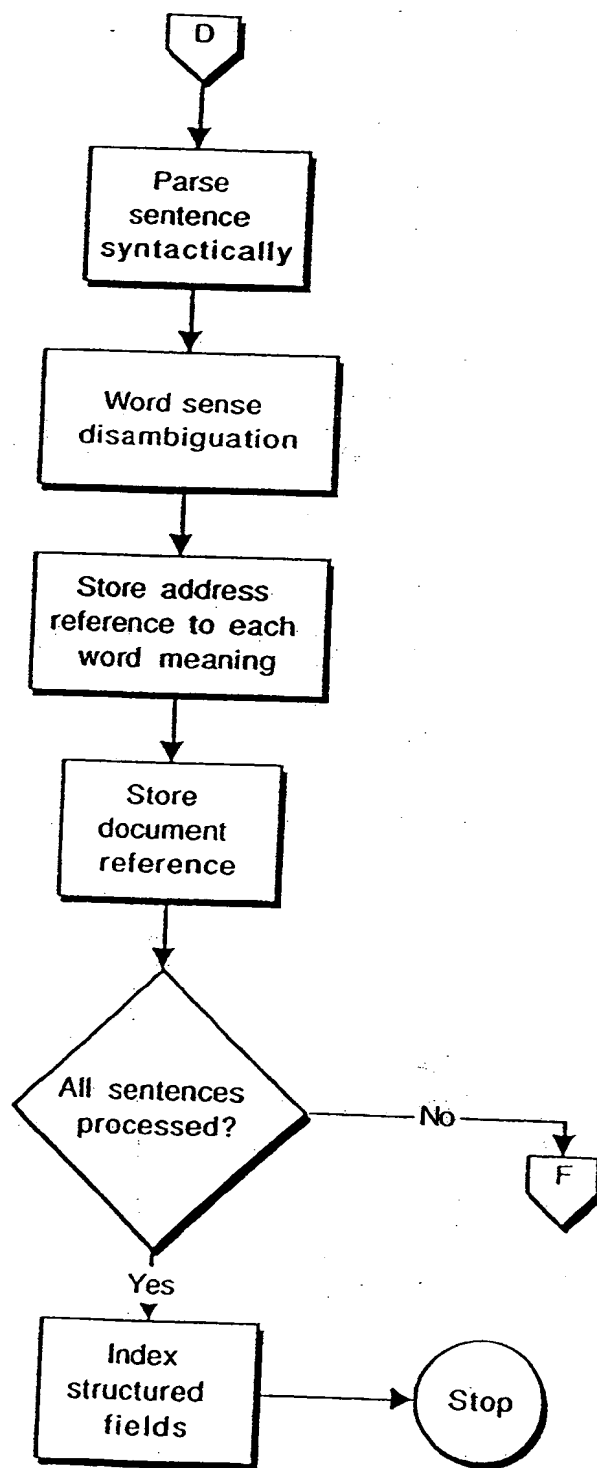 D
Parse
sentence
syntactically
Word sense
disambiguation
Store address
reference to each
word meaning
Store
document
reference
All sentences
processed?
No
F
Yes
Index
structured
fields
Stop